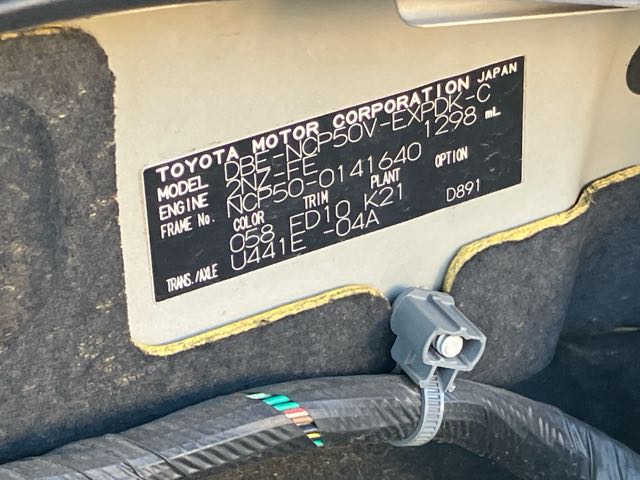 TOYOTA MOTOR CORPORATION JAPAN
MODEL DBE-NCP50V-EXPDK-C
ENGINE 2NZ-FE 1298 mL
FRAME No. NCP50-0141640
COLOR TRIM PLANT OPTION
058 ED10 K21 D891
TRANS./AXLE U441E -04A